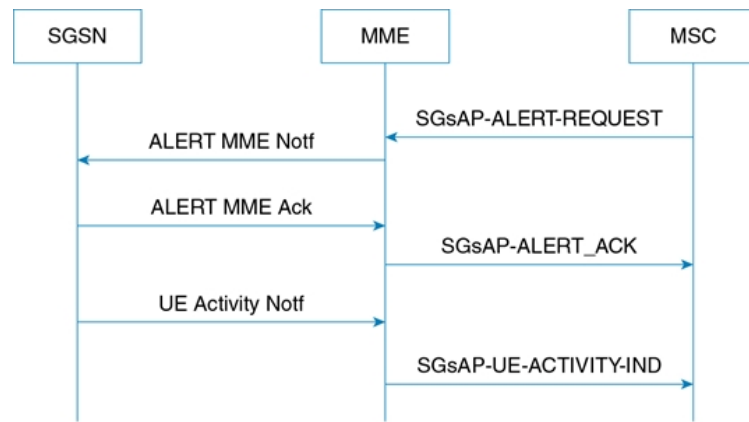 SGSN
MME
MSC
SGsAP-ALERT-REQUEST
ALERT MME Notf
ALERT MME Ack
SGsAP-ALERT_ACK
UE Activity Notf
SGsAP-UE-ACTIVITY-IND